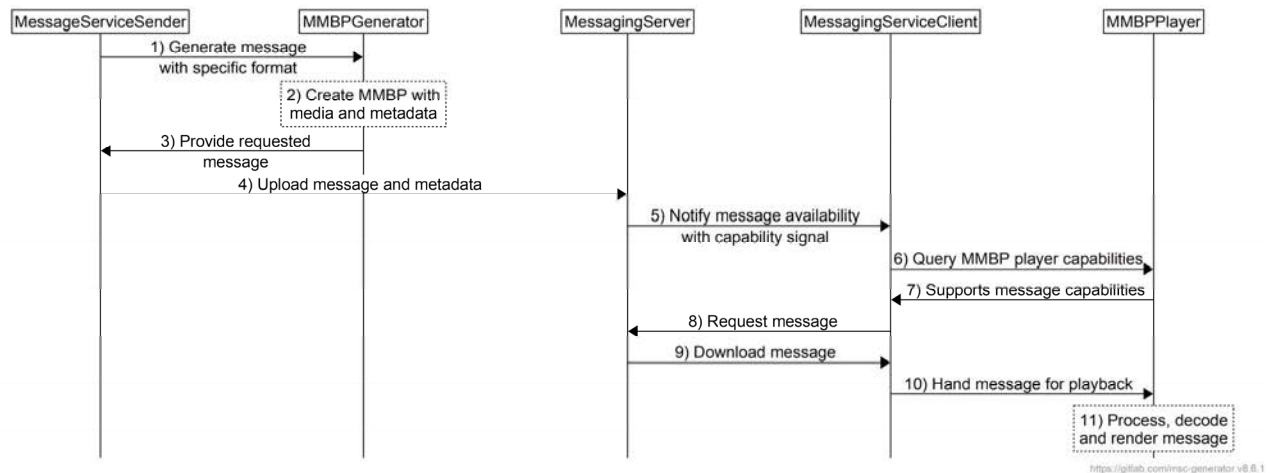 MessageServiceSender
MMBPGenerator
MessagingServer
MessagingServiceClient
MMBPPlayer
1) Generate message
with specific format
2) Create MMBP with
media and metadata
3) Provide requested
message
4) Upload message and metadata
5) Notify message availability
with capability signal
6) Query MMBP player capabilities
7) Supports message capabilities
8) Request message
9) Download message
10) Hand message for playback
11) Process, decode
and render message
https://gitlab.com/msc-generator v8.6.1